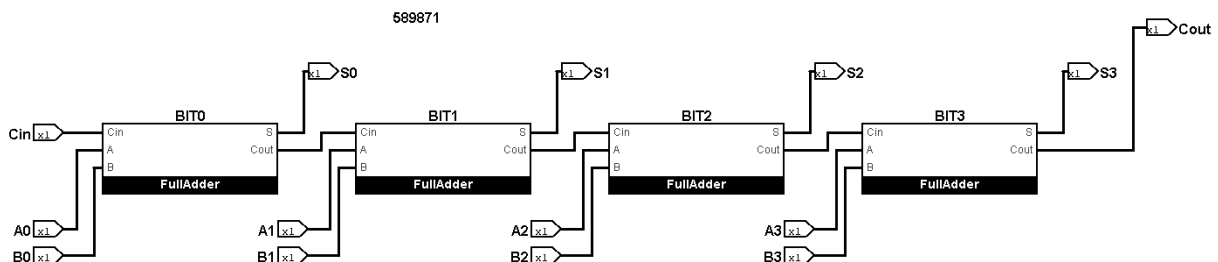 589871
x1 Cout
x1 S0 x1 S1 x1 S2 x1 S3
BIT0 BIT1 BIT2 BIT3
Cin x1 Cin S Cin S Cin S Cin S
A Cout A Cout A Cout A Cout
B B B B
FullAdder FullAdder FullAdder FullAdder
A0 x1 A1 x1 A2 x1 A3 x1
B0 x1 B1 x1 B2 x1 B3 x1